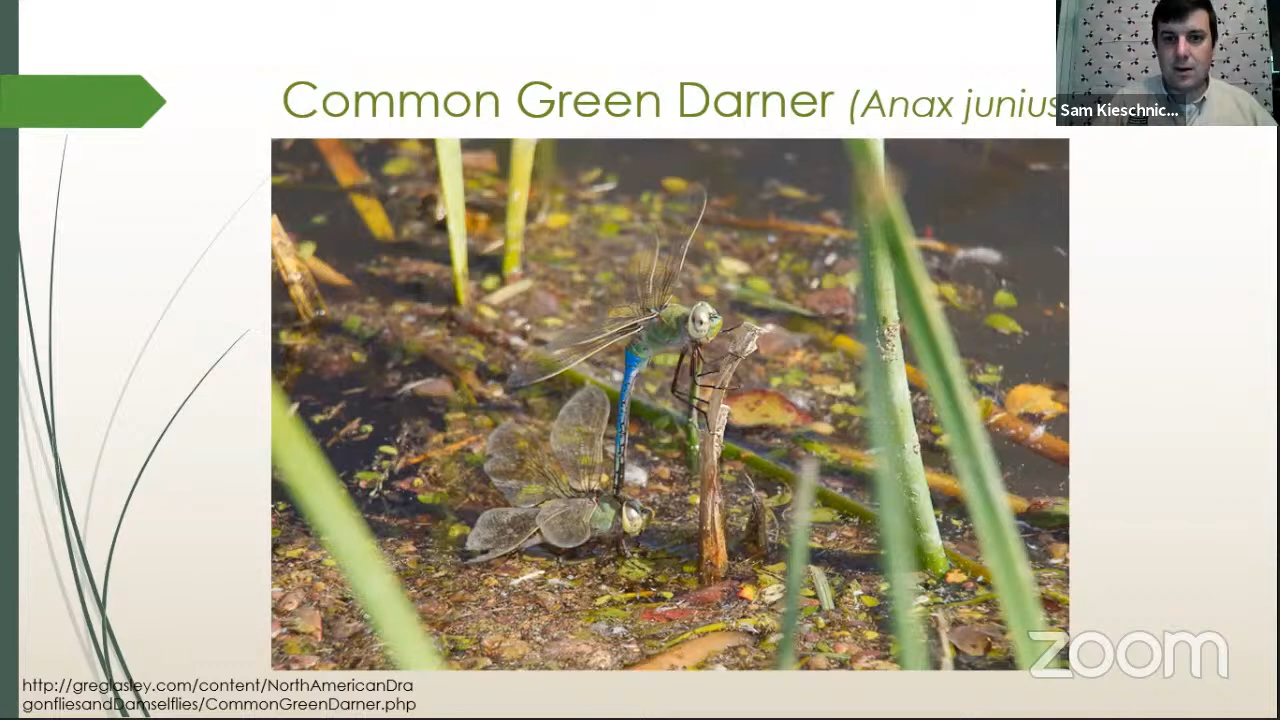 Common Green Darner (Anax junius
Sam Kieschnic...
zoom
http://greglasley.com/content/NorthAmericanDra
gonfliesandDamselflies/CommonGreenDarner.php